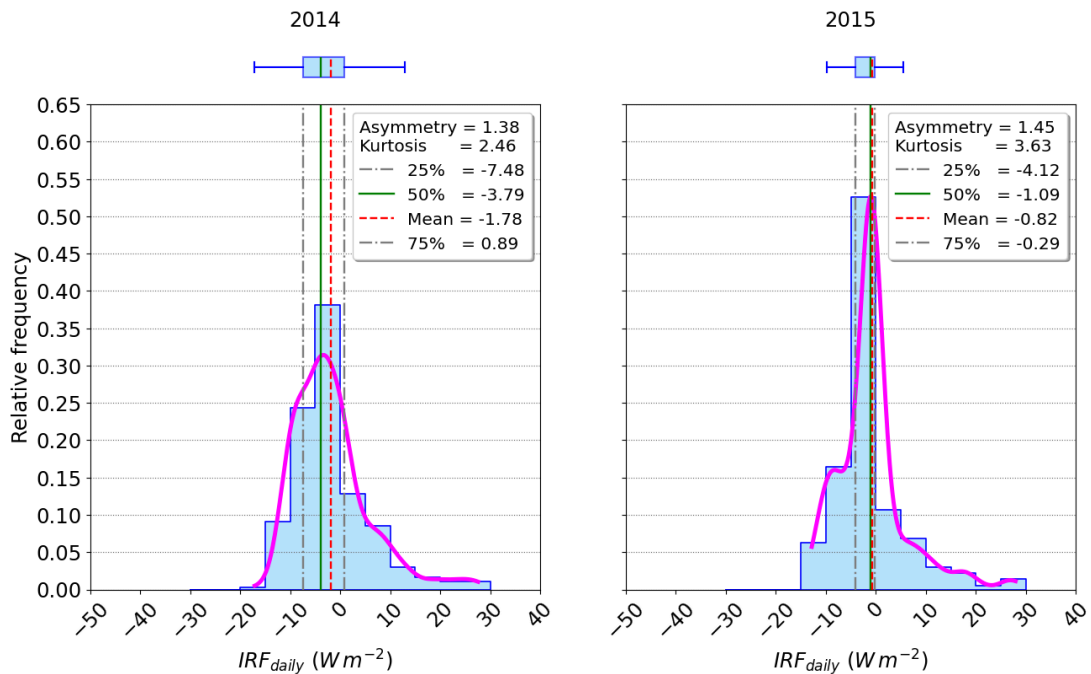 2014
2015
Relative frequency
0.65
0.60
0.55
0.50
0.45
0.40
0.35
0.30
0.25
0.20
0.15
0.10
0.05
0.00
Asymmetry = 1.38
Kurtosis = 2.46
25% = -7.48
50% = -3.79
Mean = -1.78
75% = 0.89
−50 −40 −30 −20 −10 0 10 20 30 40
IRF_daily (W m⁻²)
Asymmetry = 1.45
Kurtosis = 3.63
25% = -4.12
50% = -1.09
Mean = -0.82
75% = -0.29
−50 −40 −30 −20 −10 0 10 20 30 40
IRF_daily (W m⁻²)